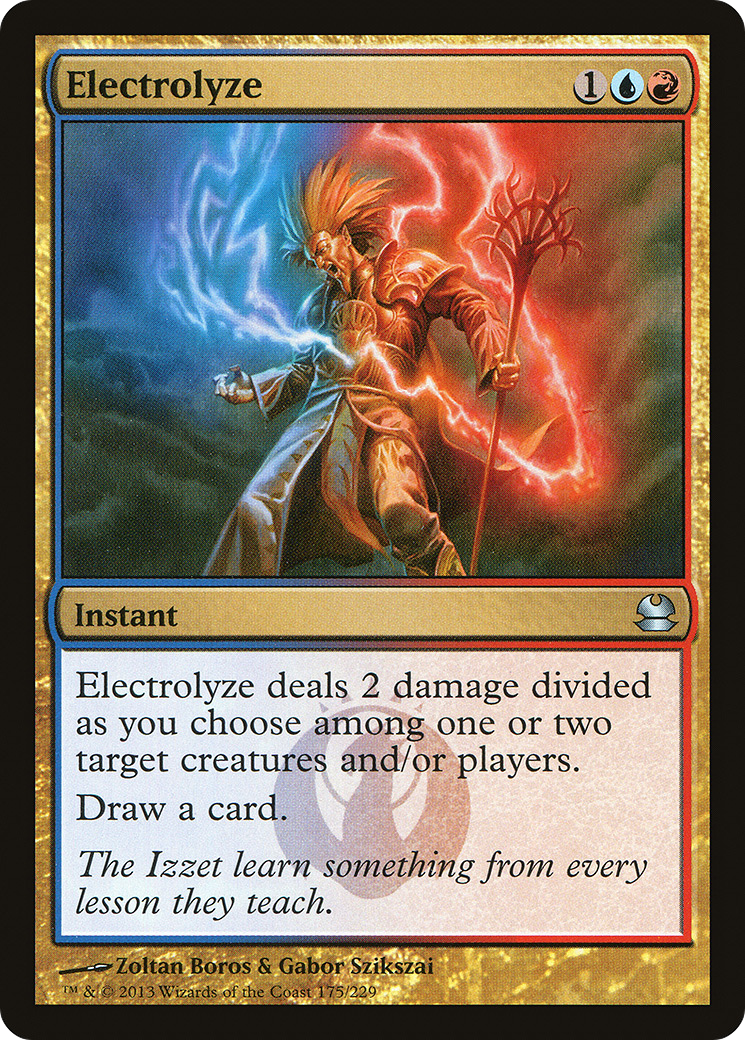 Electrolyze 1
Instant
Electrolyze deals 2 damage divided
as you choose among one or two
target creatures and/or players.
Draw a card.
The Izzet learn something from every
lesson they teach.
Zoltan Boros & Gabor Szikszai
™ & © 2013 Wizards of the Coast 175/229